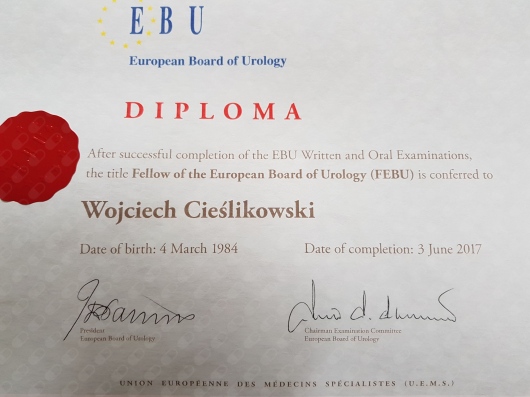 EBU
European Board of Urology
DIPLOMA
After successful completion of the EBU Written and Oral Examinations,
the title Fellow of the European Board of Urology (FEBU) is conferred to
Wojciech Cieślikowski
Date of birth: 4 March 1984 Date of completion: 3 June 2017
President Chairman Examination Committee
European Board of Urology European Board of Urology
UNION EUROPÉENNE DES MÉDECINS SPÉCIALISTES (U.E.M.S.)